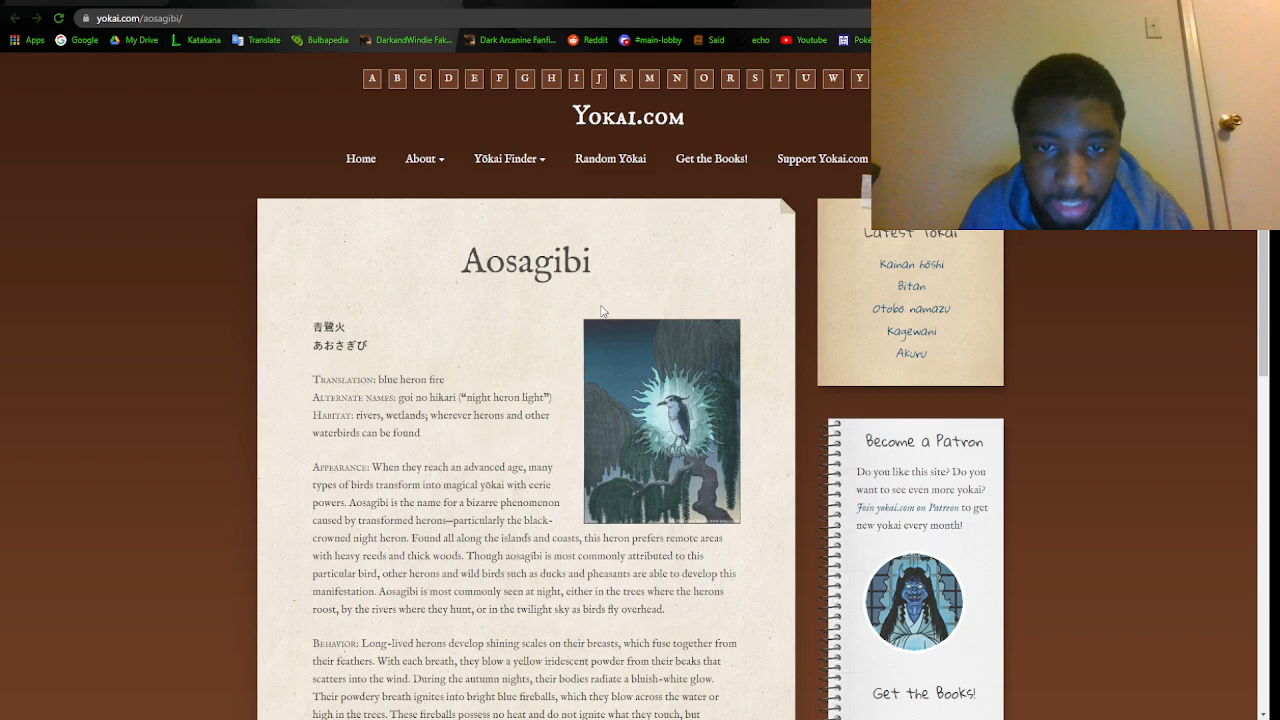 yokai.com/aosagibi/
Apps Google My Drive Katakana Translate Bulbapedia DarkandWindie Fak... Dark Arcanine Fanfi... Reddit #main-lobby Said echo Youtube Poké
A B C D E F G H I J K M N O R S T U W Y
Yokai.com
Home About Yōkai Finder Random Yōkai Get the Books! Support Yokai.com
Aosagibi
青鷺火
あおさぎび
Translation: blue heron fire
Alternate names: goi no hikari (“night heron light”)
Habitat: rivers, wetlands; wherever herons and other
waterbirds can be found
Appearance: When they reach an advanced age, many
types of birds transform into magical yōkai with eerie
powers. Aosagibi is the name for a bizarre phenomenon
caused by transformed herons—particularly the black-
crowned night heron. Found all along the islands and coasts, this heron prefers remote areas
with heavy reeds and thick woods. Though aosagibi is most commonly attributed to this
particular bird, other herons and wild birds such as ducks and pheasants are able to develop this
manifestation. Aosagibi is most commonly seen at night, either in the trees where the herons
roost, by the rivers where they hunt, or in the twilight sky as birds fly overhead.
Behavior: Long-lived herons develop shining scales on their breasts, which fuse together from
their feathers. With each breath, they blow a yellow iridescent powder from their beaks that
scatters into the wind. During the autumn nights, their bodies radiate a bluish-white glow.
Their powdery breath ignites into bright blue fireballs, which they blow across the water or
high in the trees. These fireballs possess no heat and do not ignite what they touch, but
Latest Yokai
Kainan hōshi
Bitan
Otobō namazu
Kagewani
Akuru
Become a Patron
Do you like this site? Do you
want to see even more yokai?
Join yokai.com on Patreon to get
new yokai every month!
Get the Books!